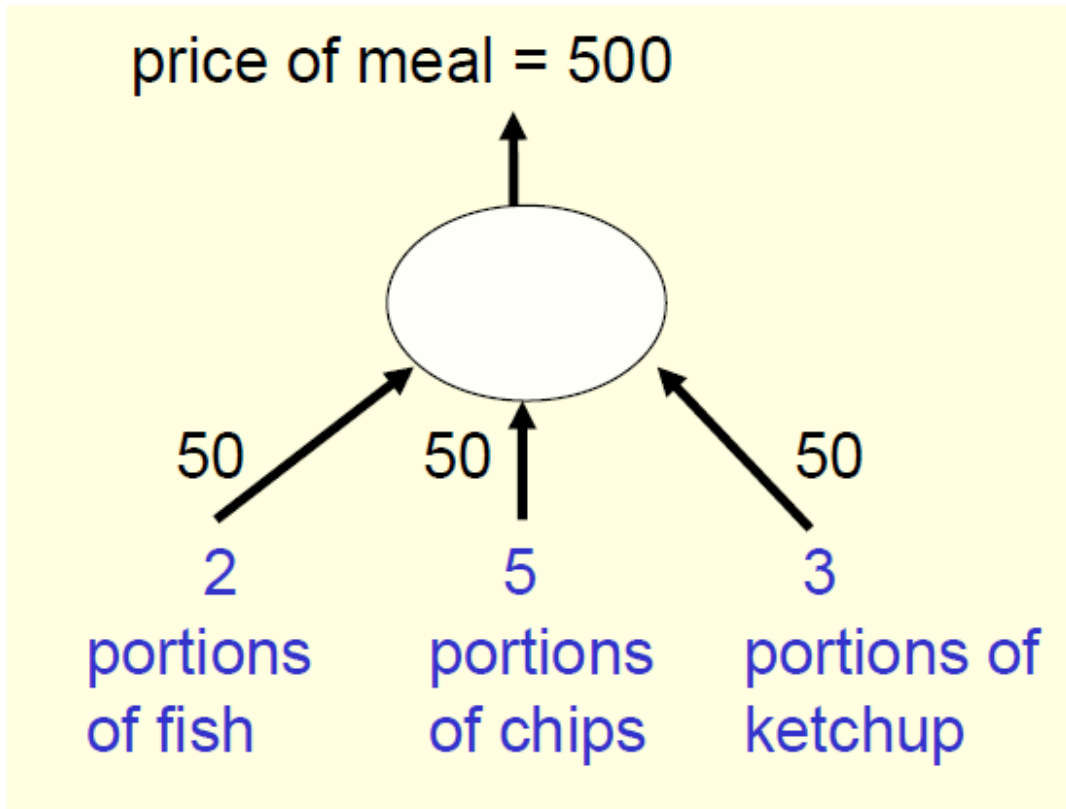 price of meal = 500
50 50 50
2 5 3
portions portions portions of
of fish of chips ketchup